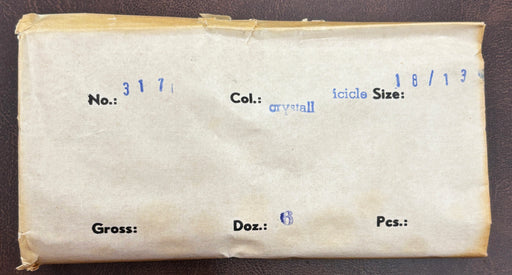 No.: 3171 Col.: crystall icicle Size: 18/13
Gross: Doz.: 6 Pcs.: